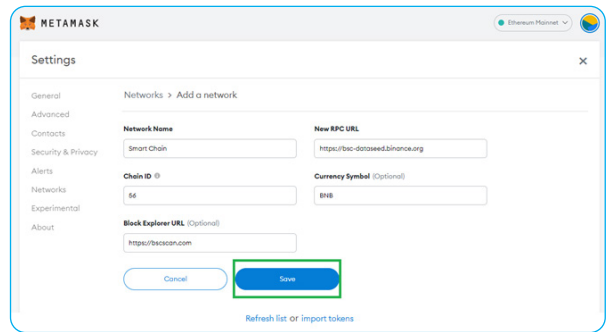 METAMASK
Ethereum Mainnet
Settings
×
General
Networks > Add a network
Advanced
Contacts
Security & Privacy
Alerts
Networks
Experimental
About
Network Name
New RPC URL
Smart Chain
https://bsc-dataseed.binance.org
Chain ID
Currency Symbol (Optional)
56
BNB
Block Explorer URL (Optional)
https://bscscan.com
Cancel
Save
Refresh list or import tokens